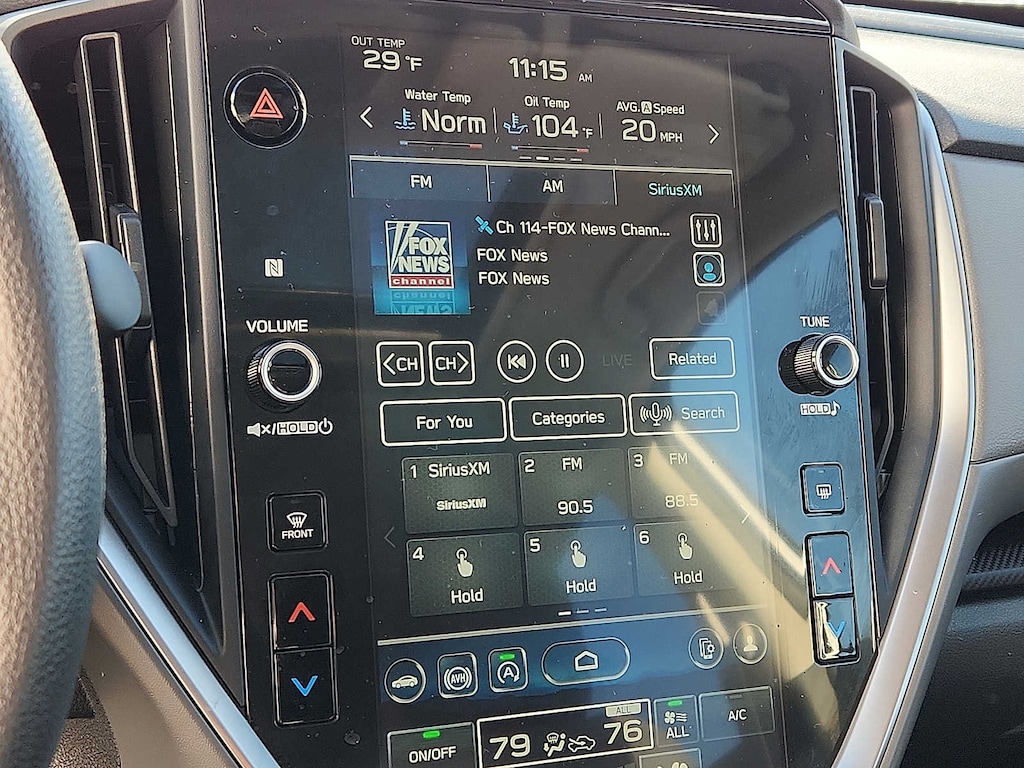 OUT TEMP
29 °F
11:15 AM
Water Temp
Norm
Oil Temp
104 °F
AVG. A Speed
20 MPH
FM
AM
SiriusXM
FOX
NEWS
channel
Ch 114-FOX News Chann...
FOX News
FOX News
VOLUME
/HOLD
TUNE
HOLD
CH
CH
LIVE
Related
For You
Categories
Search
1 SiriusXM
SiriusXM
2 FM
90.5
3 FM
88.5
4
Hold
5
Hold
6
Hold
FRONT
AVH
A
ON/OFF
79
ALL
76
ALL
A/C